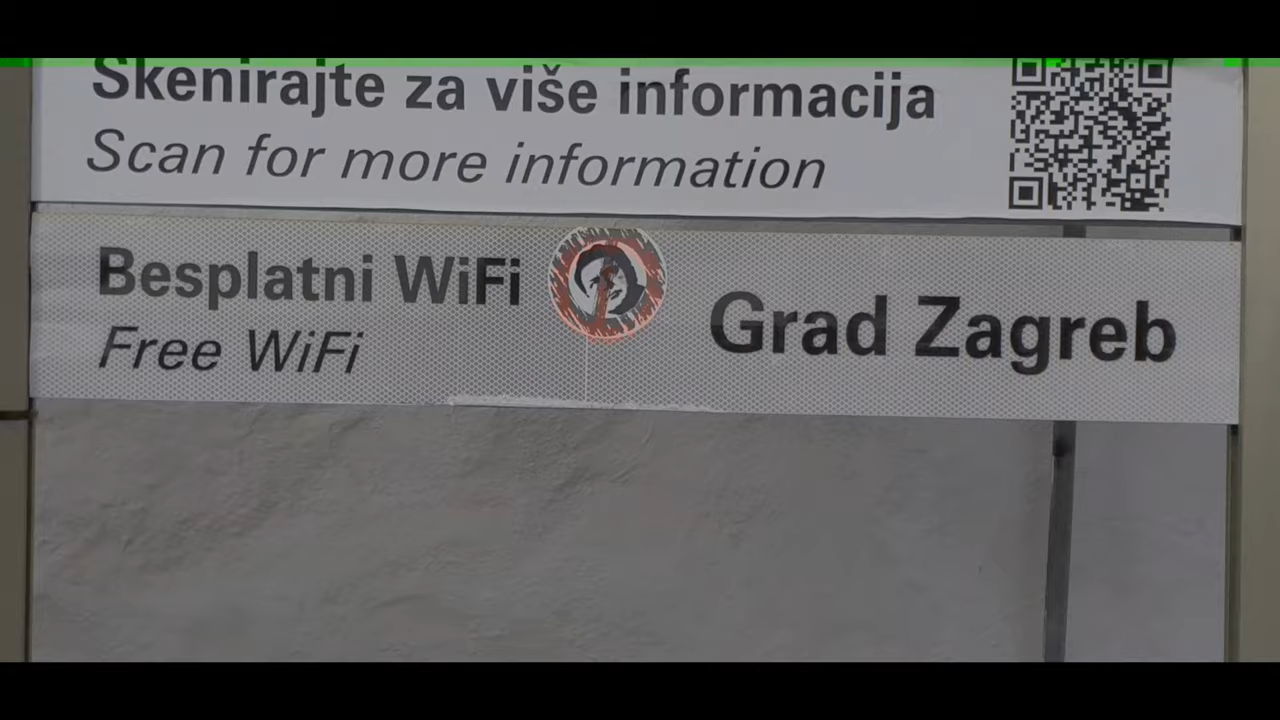 Skenirajte za više informacija
Scan for more information
Besplatni WiFi
Free WiFi
Grad Zagreb